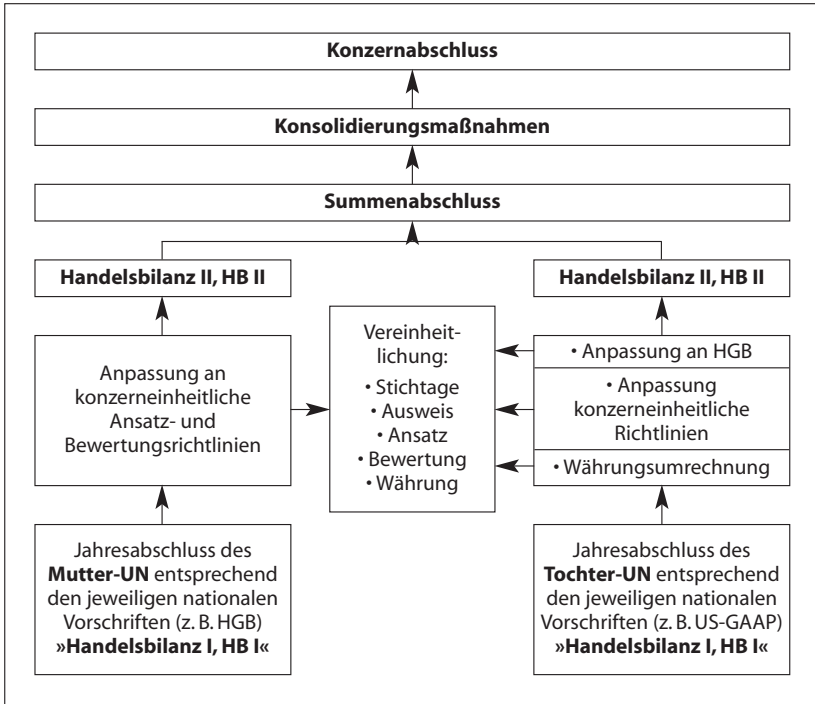 Konzernabschluss
Konsolidierungsmaßnahmen
Summenabschluss
Handelsbilanz II, HB II
Handelsbilanz II, HB II
Anpassung an
konzerneinheitliche
Ansatz- und
Bewertungsrichtlinien
Vereinheit-
lichung:
• Stichtage
• Ausweis
• Ansatz
• Bewertung
• Währung
• Anpassung an HGB
• Anpassung
konzerneinheitliche
Richtlinien
• Währungsumrechnung
Jahresabschluss des
Mutter-UN entsprechend
den jeweiligen nationalen
Vorschriften (z. B. HGB)
»Handelsbilanz I, HB I«
Jahresabschluss des
Tochter-UN entsprechend
den jeweiligen nationalen
Vorschriften (z. B. US-GAAP)
»Handelsbilanz I, HB I«